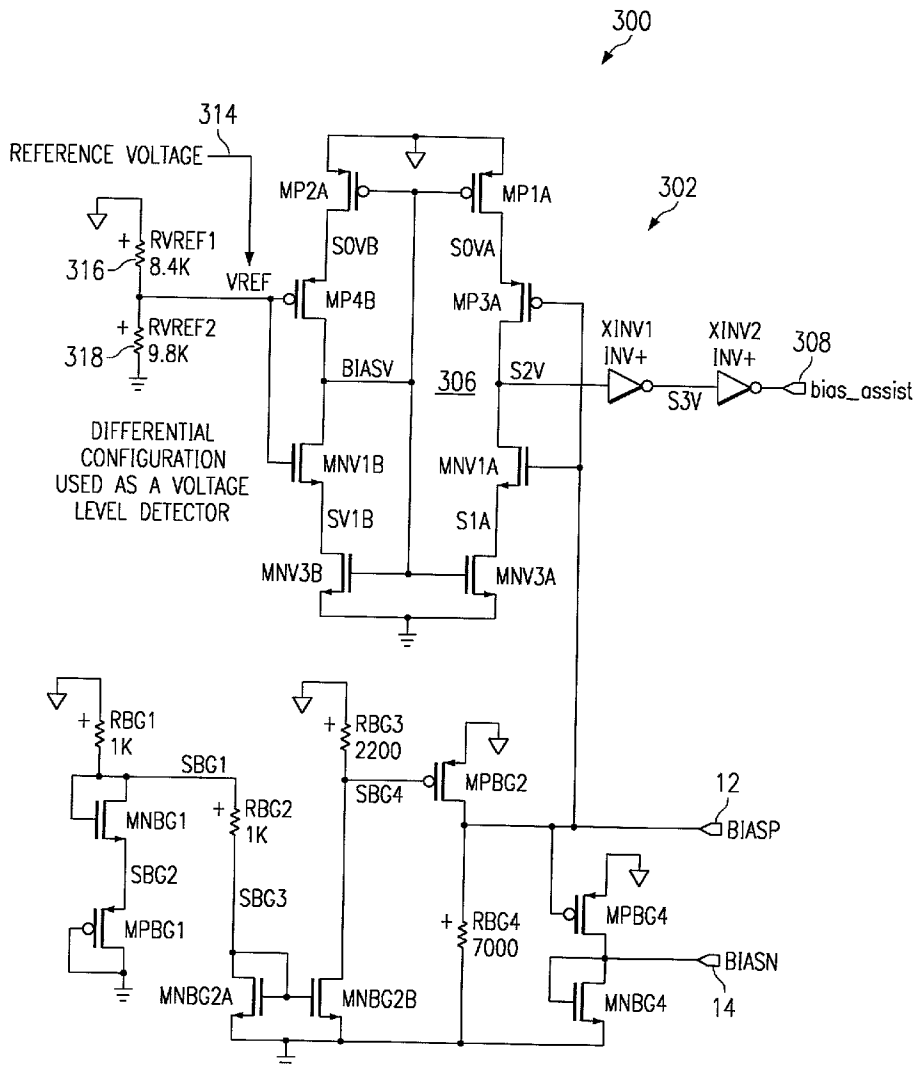 300
314
REFERENCE VOLTAGE
MP2A
MP1A
302
+ RVREF1
316
8.4K
S0VB
S0VA
VREF
MP4B
MP3A
+ RVREF2
318
9.8K
BIASV
306
S2V
XINV1
INV+
S3V
XINV2
INV+
308
bias_assist
DIFFERENTIAL
CONFIGURATION
USED AS A VOLTAGE
LEVEL DETECTOR
MNV1B
MNV1A
SV1B
S1A
MNV3B
MNV3A
+ RBG1
1K
SBG1
+ RBG3
2200
SBG4
MPBG2
12
BIASP
MNBG1
+ RBG2
1K
SBG2
SBG3
MPBG1
+ RBG4
7000
MPBG4
BIASN
14
MNBG2A
MNBG2B
MNBG4